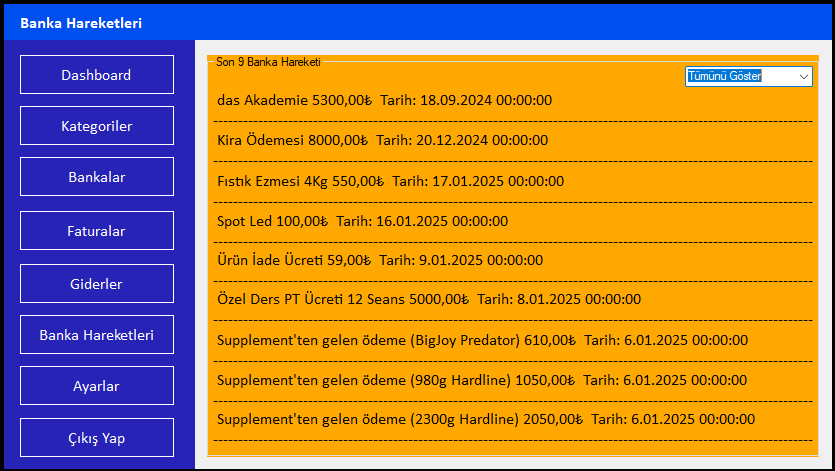 Banka Hareketleri
Dashboard
Kategoriler
Bankalar
Faturalar
Giderler
Banka Hareketleri
Ayarlar
Çıkış Yap
Son 9 Banka Hareketi
Tümünü Göster
das Akademie 5300,00₺ Tarih: 18.09.2024 00:00:00
Kira Ödemesi 8000,00₺ Tarih: 20.12.2024 00:00:00
Fıstık Ezmesi 4Kg 550,00₺ Tarih: 17.01.2025 00:00:00
Spot Led 100,00₺ Tarih: 16.01.2025 00:00:00
Ürün İade Ücreti 59,00₺ Tarih: 9.01.2025 00:00:00
Özel Ders PT Ücreti 12 Seans 5000,00₺ Tarih: 8.01.2025 00:00:00
Supplement'ten gelen ödeme (BigJoy Predator) 610,00₺ Tarih: 6.01.2025 00:00:00
Supplement'ten gelen ödeme (980g Hardline) 1050,00₺ Tarih: 6.01.2025 00:00:00
Supplement'ten gelen ödeme (2300g Hardline) 2050,00₺ Tarih: 6.01.2025 00:00:00